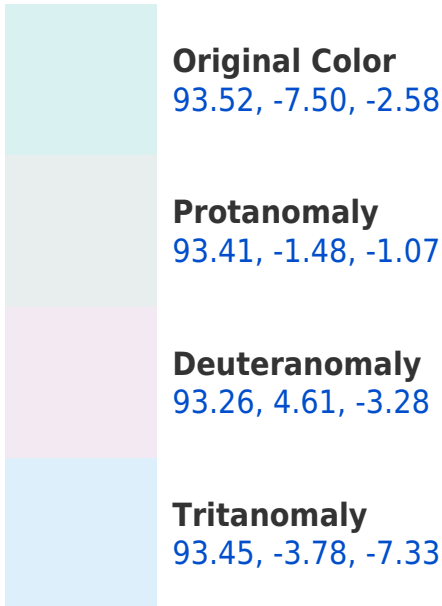 Original Color
93.52, -7.50, -2.58
Protanomaly
93.41, -1.48, -1.07
Deuteranomaly
93.26, 4.61, -3.28
Tritanomaly
93.45, -3.78, -7.33